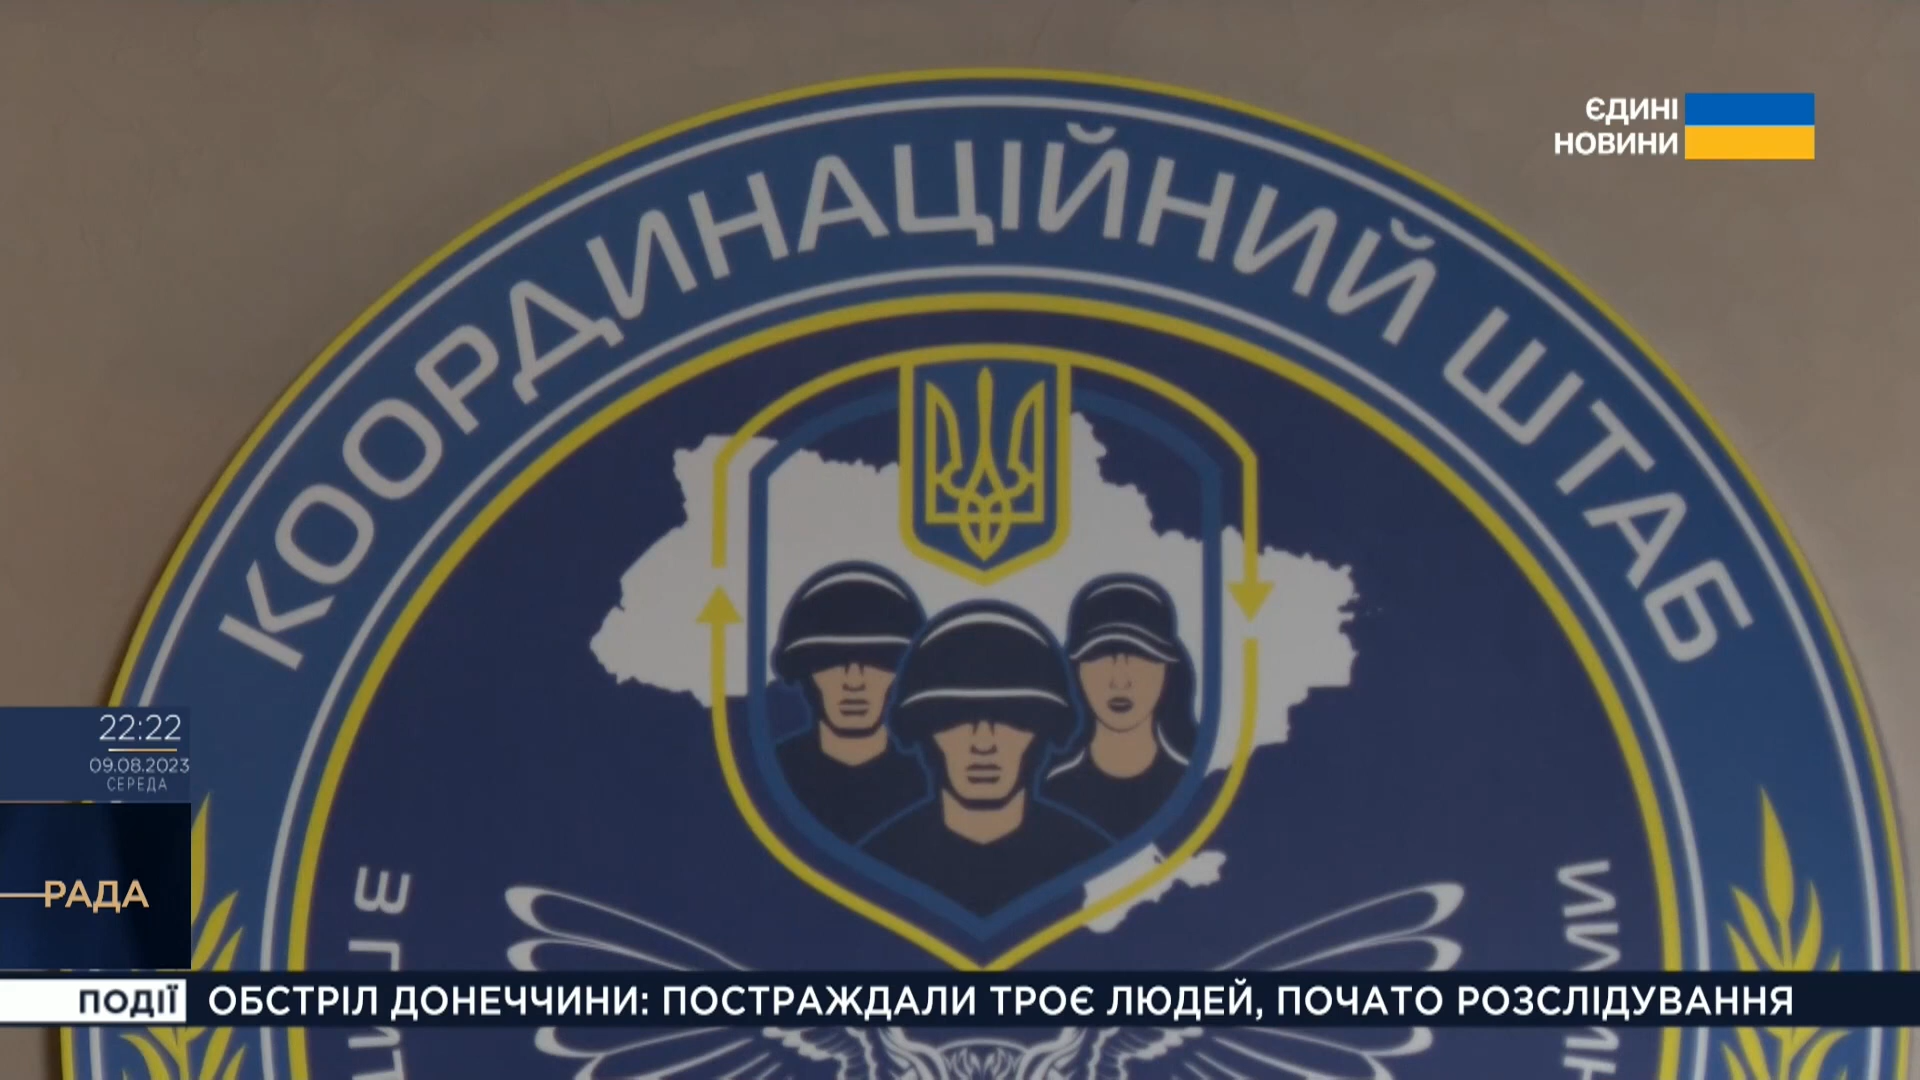 ЄДИНІ
НОВИНИ
КООРДИНАЦІЙНИЙ ШТАБ
22:22
09.08.2023
СЕРЕДА
РАДА
ПОДІЇ
ОБСТРІЛ ДОНЕЧЧИНИ: ПОСТРАЖДАЛИ ТРОЄ ЛЮДЕЙ, ПОЧАТО РОЗСЛІДУВАННЯ